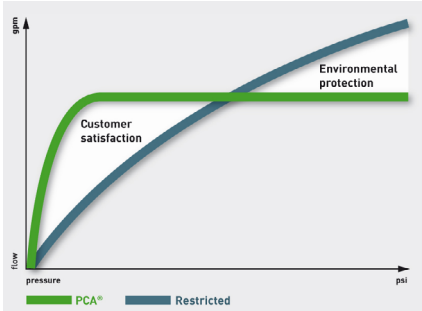 gpm
Environmental
protection
Customer
satisfaction
flow
pressure
psi
PCA®
Restricted